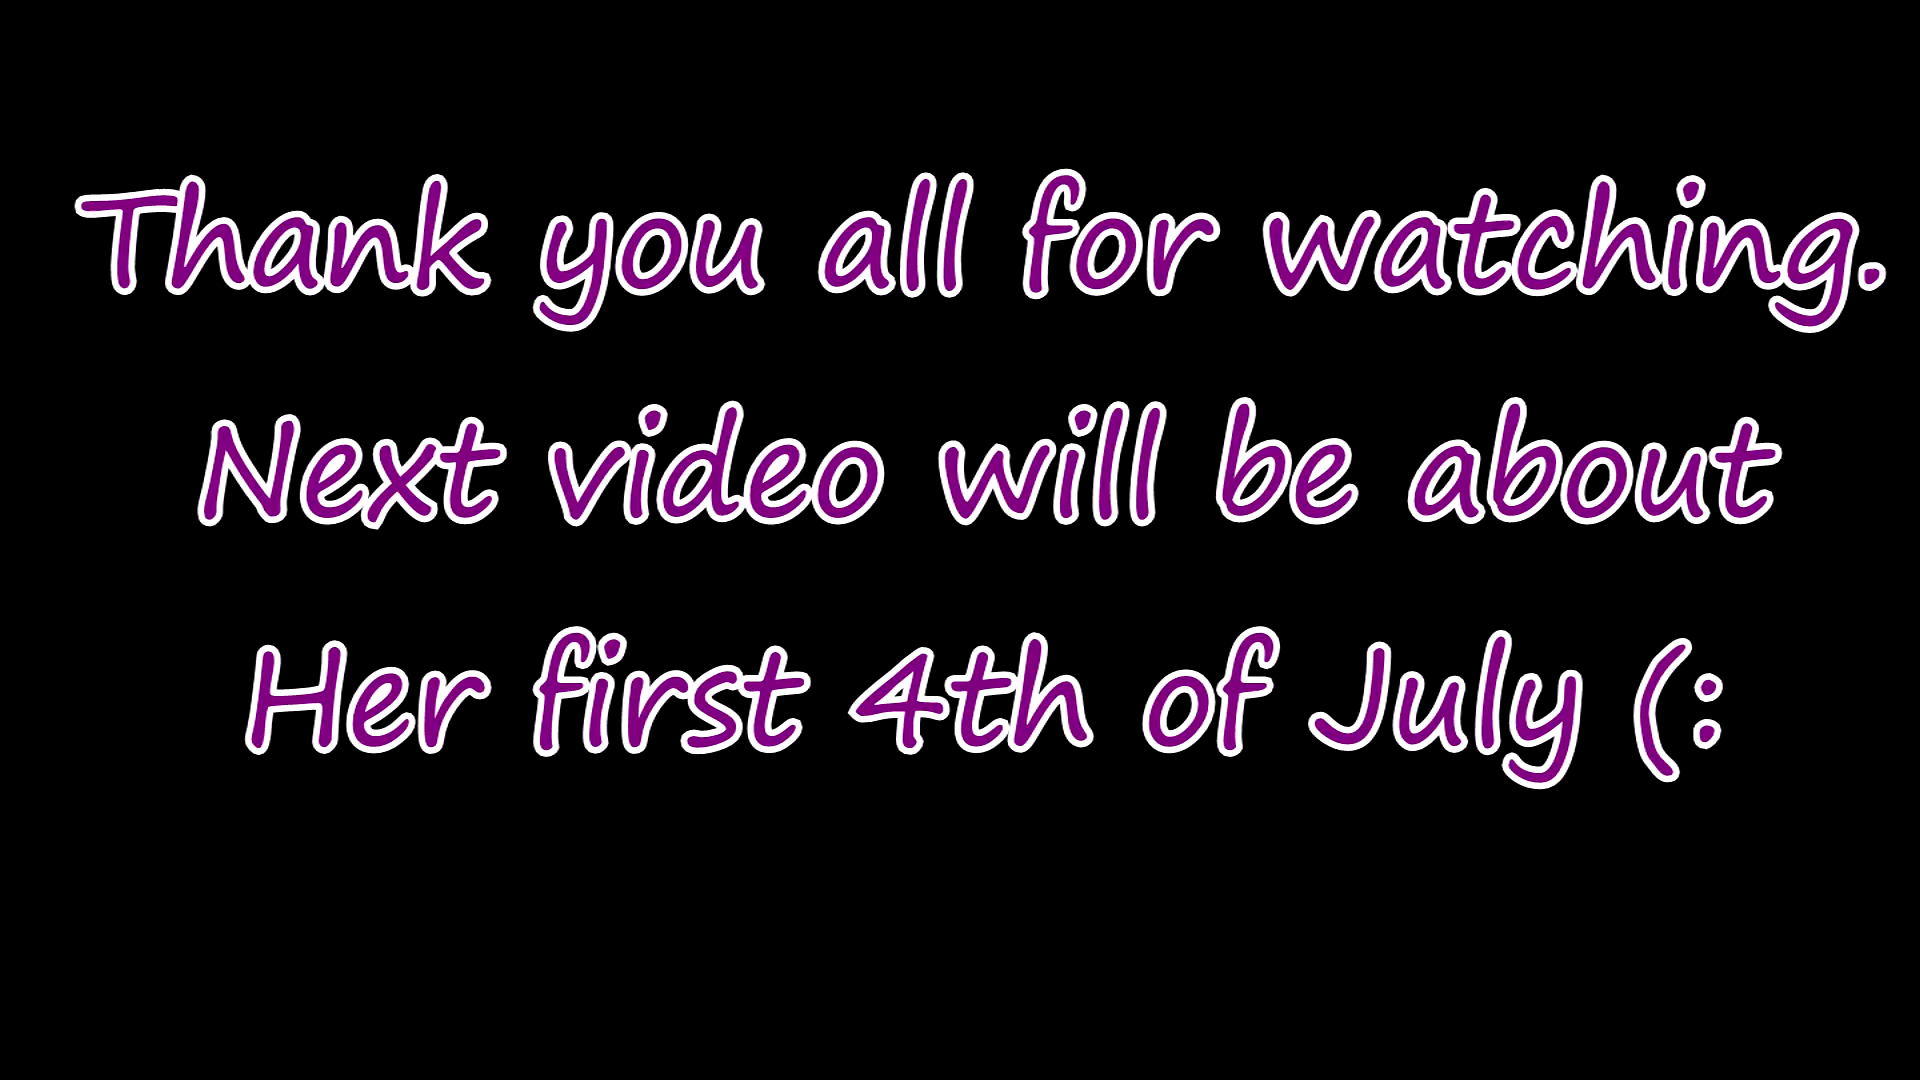 Thank you all for watching.
Next video will be about
Her first 4th of July (: